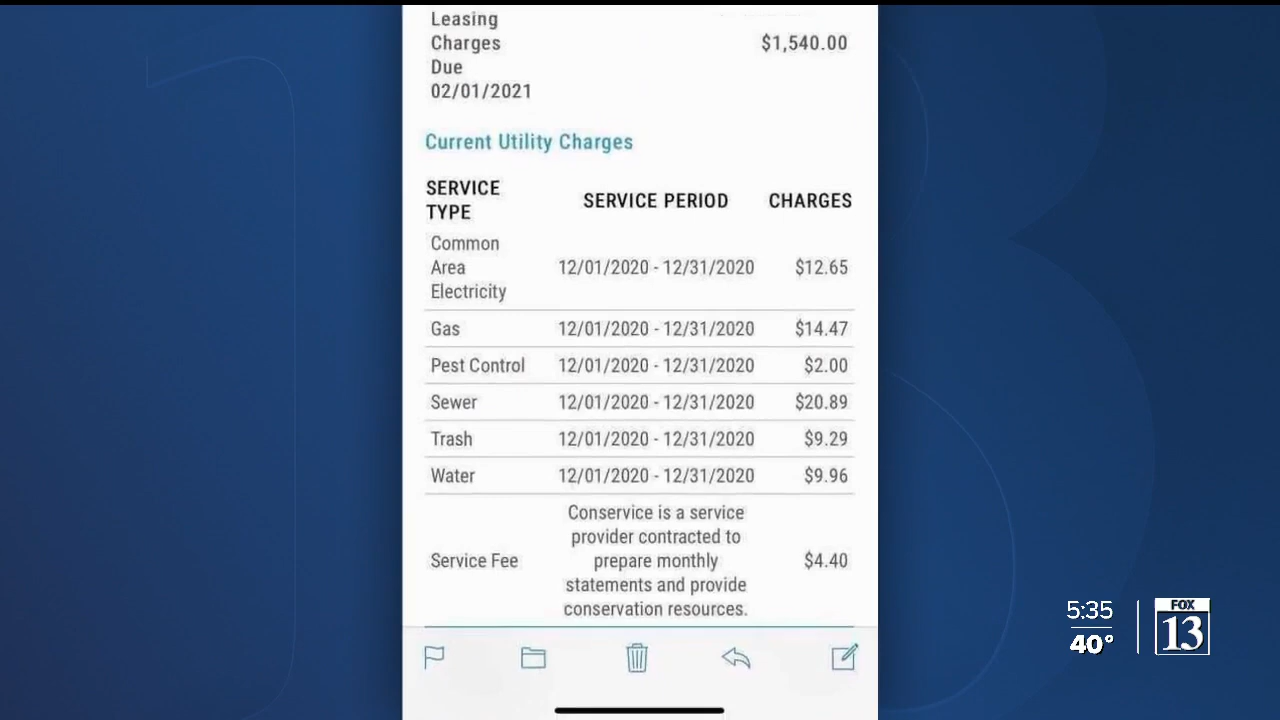 Leasing
Charges
Due
02/01/2021
$1,540.00
Current Utility Charges
SERVICE TYPE SERVICE PERIOD CHARGES
Common Area Electricity 12/01/2020 - 12/31/2020 $12.65
Gas 12/01/2020 - 12/31/2020 $14.47
Pest Control 12/01/2020 - 12/31/2020 $2.00
Sewer 12/01/2020 - 12/31/2020 $20.89
Trash 12/01/2020 - 12/31/2020 $9.29
Water 12/01/2020 - 12/31/2020 $9.96
Service Fee
Conservice is a service
provider contracted to
prepare monthly
statements and provide
conservation resources.
$4.40
5:35
40°
FOX
13